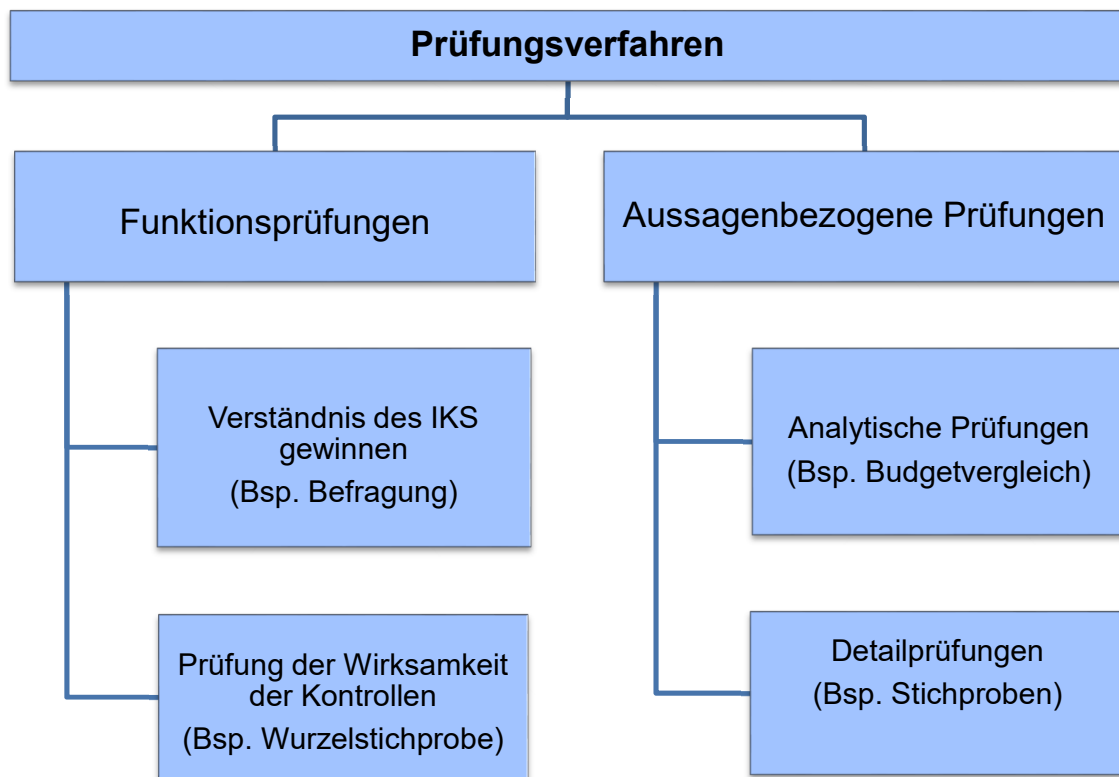 Prüfungsverfahren
Funktionsprüfungen
Verständnis des IKS
gewinnen
(Bsp. Befragung)
Prüfung der Wirksamkeit
der Kontrollen
(Bsp. Wurzelstichprobe)
Aussagenbezogene Prüfungen
Analytische Prüfungen
(Bsp. Budgetvergleich)
Detailprüfungen
(Bsp. Stichproben)